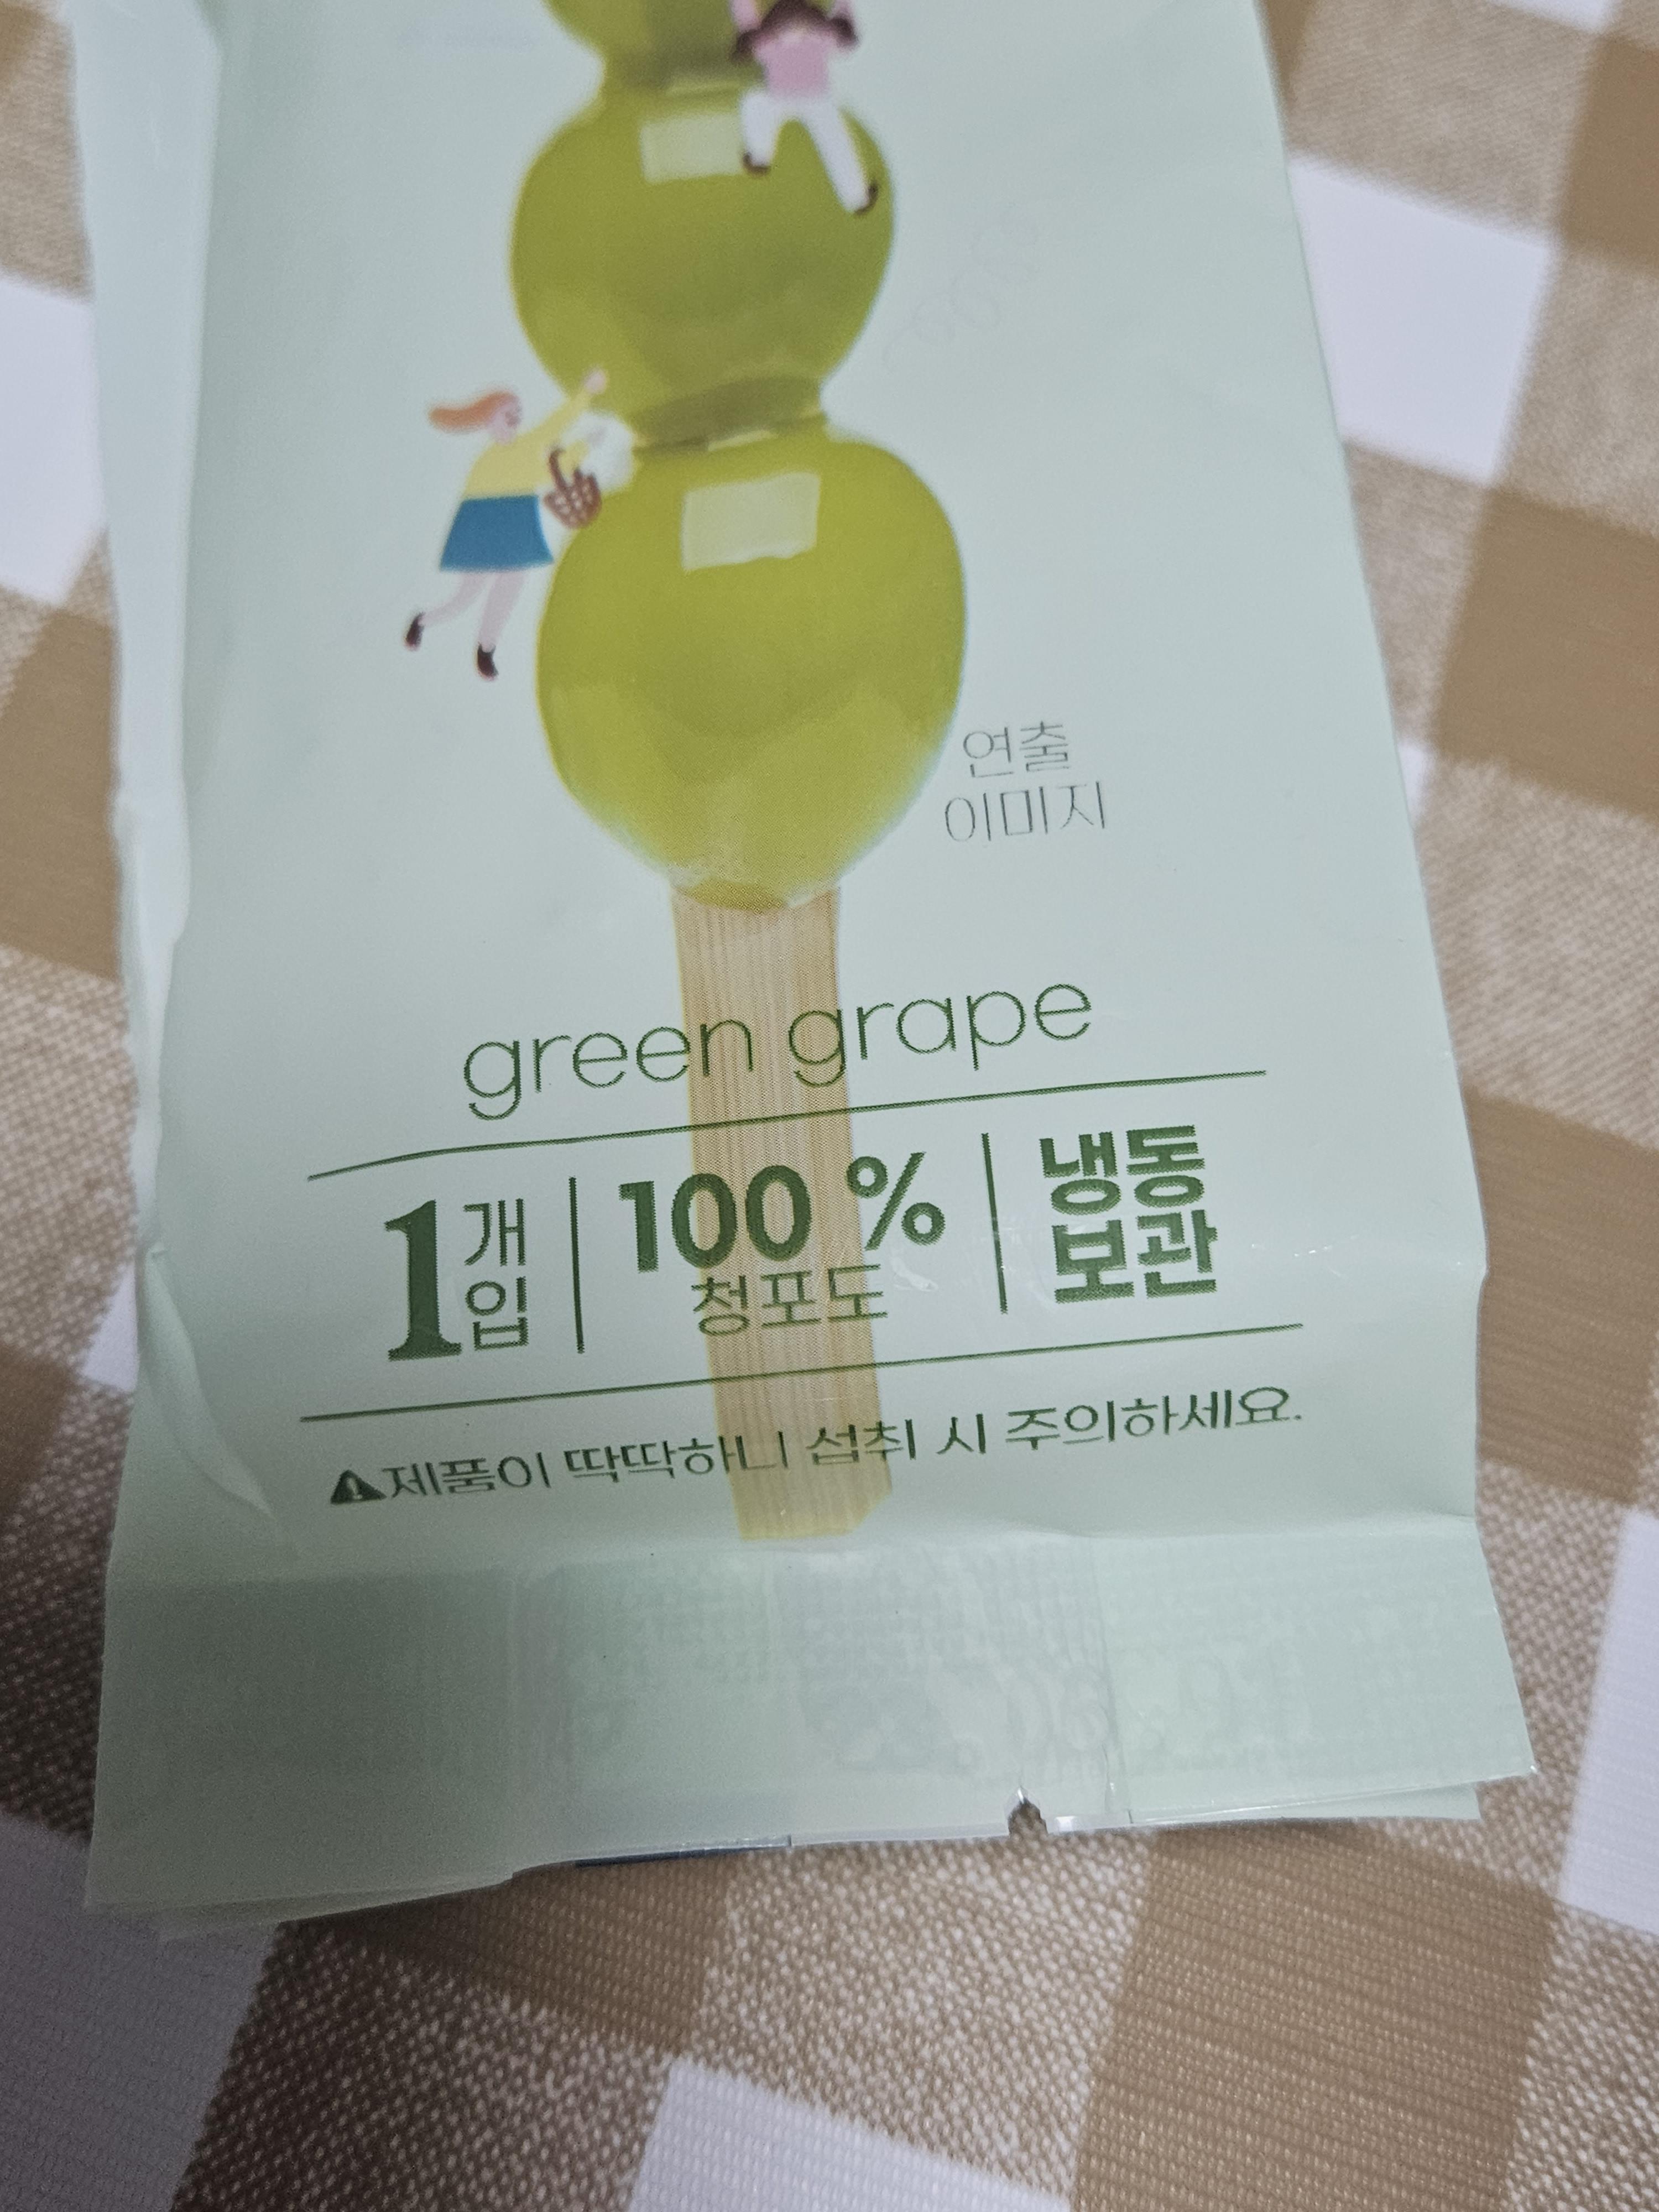 연출
이미지
green grape
1개입 | 100 % 청포도 | 냉동보관
⚠제품이 딱딱하니 섭취 시 주의하세요.